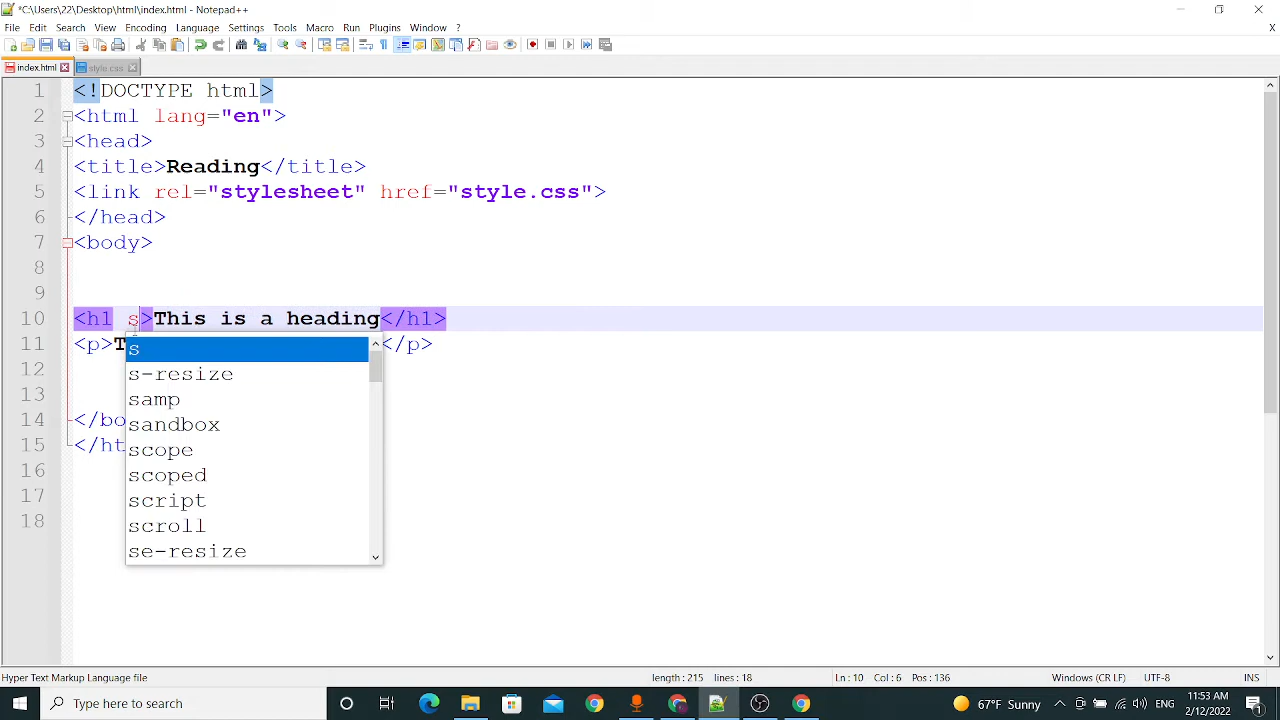 *C:\Users\22\Desktop\html\index.html - Notepad++
File Edit Search View Encoding Language Settings Tools Macro Run Plugins Window ? X
index.html style.css
1 <!DOCTYPE html>
2 <html lang="en">
3 <head>
4 <title>Reading</title>
5 <link rel="stylesheet" href="style.css">
6 </head>
7 <body>
8
9
10 <h1 s>This is a heading</h1>
11 <p>T </p>
s
12
s-resize
13
samp
14 </bo
sandbox
15 </ht
scope
16
scoped
17
script
18
scroll
se-resize
Hyper Text Markup Language file length: 215 lines: 18 Ln: 10 Col: 6 Pos: 136 Windows (CR LF) UTF-8 INS
Type here to search 67°F Sunny ENG 11:53 AM
2/12/2022